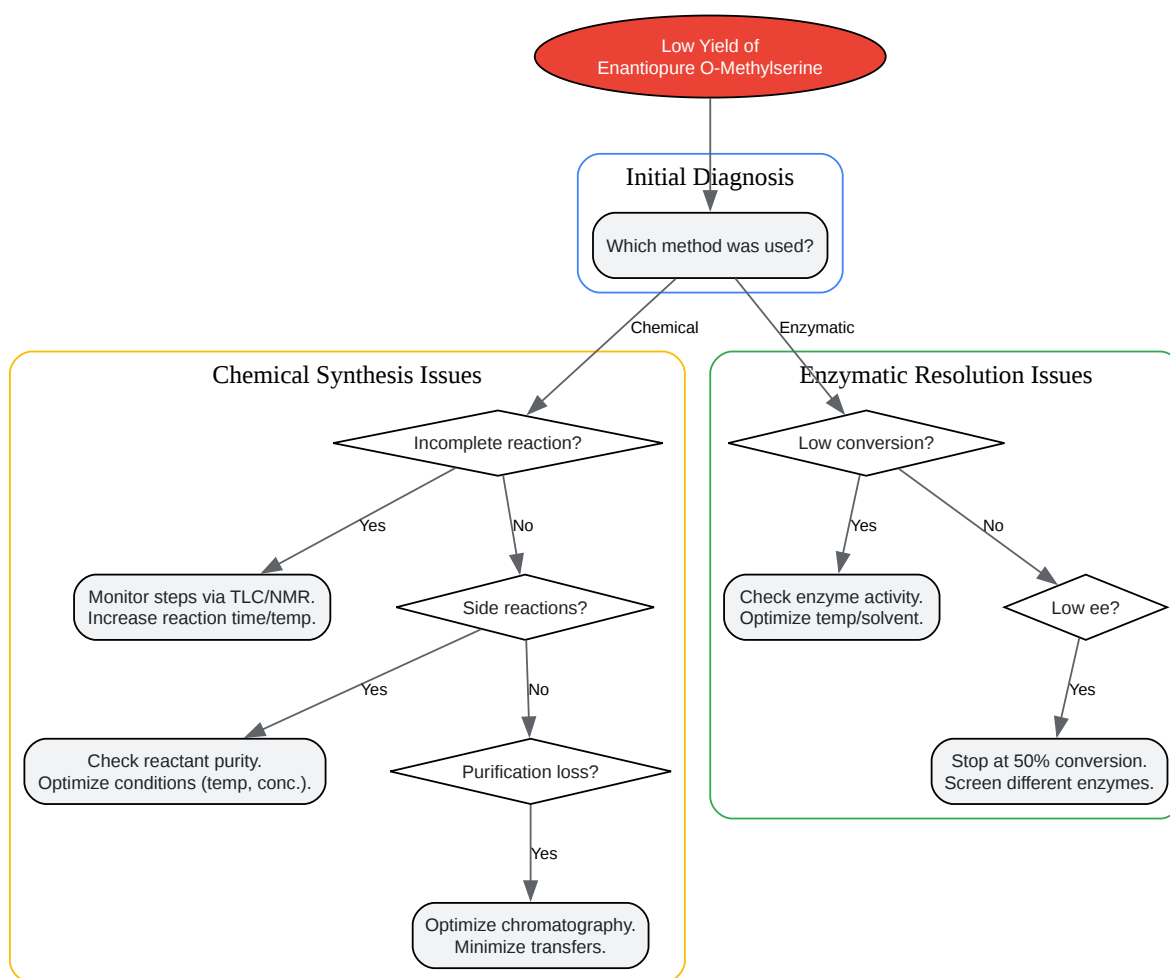 Low Yield of
Enantiopure O-Methylserine
Initial Diagnosis
Which method was used?
Chemical
Enzymatic
Chemical Synthesis Issues
Enzymatic Resolution Issues
Incomplete reaction?
Low conversion?
Yes
No
Yes
No
Monitor steps via TLC/NMR.
Increase reaction time/temp.
Side reactions?
Check enzyme activity.
Optimize temp/solvent.
Low ee?
Yes
No
Yes
Check reactant purity.
Optimize conditions (temp, conc.).
Purification loss?
Stop at 50% conversion.
Screen different enzymes.
Yes
Optimize chromatography.
Minimize transfers.